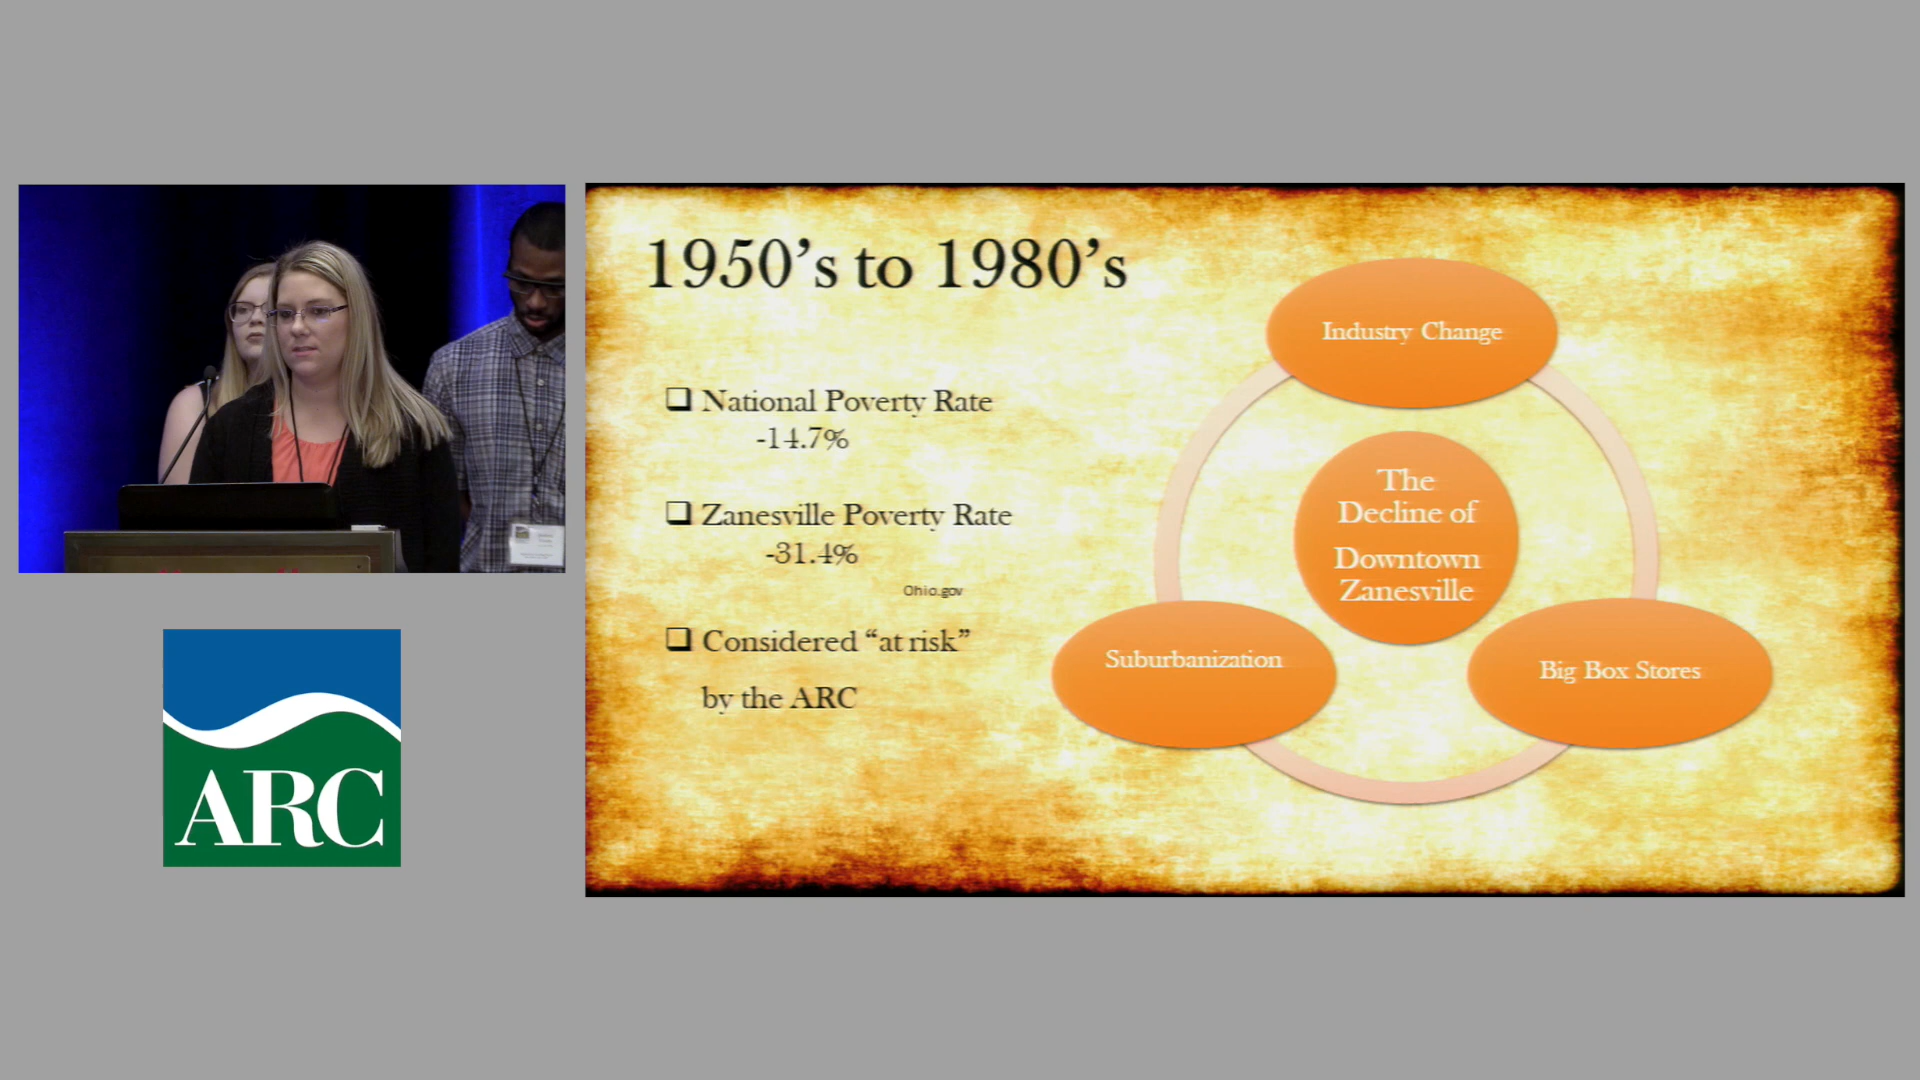 1950’s to 1980’s
❑ National Poverty Rate
-14.7%
❑ Zanesville Poverty Rate
-31.4%
Ohio.gov
❑ Considered “at risk”
by the ARC
Industry Change
The
Decline of
Downtown
Zanesville
Suburbanization
Big Box Stores
ARC